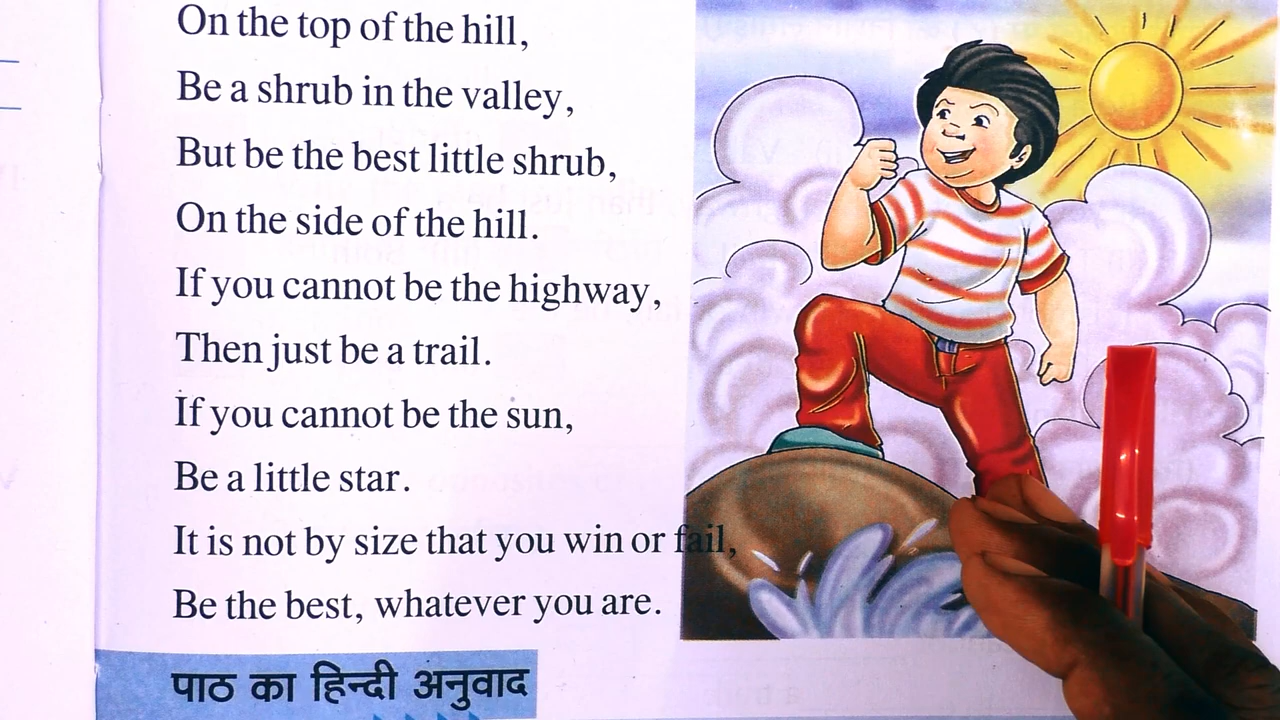 On the top of the hill,
Be a shrub in the valley,
But be the best little shrub,
On the side of the hill.
If you cannot be the highway,
Then just be a trail.
If you cannot be the sun,
Be a little star.
It is not by size that you win or fail,
Be the best, whatever you are.
पाठ का हिन्दी अनुवाद